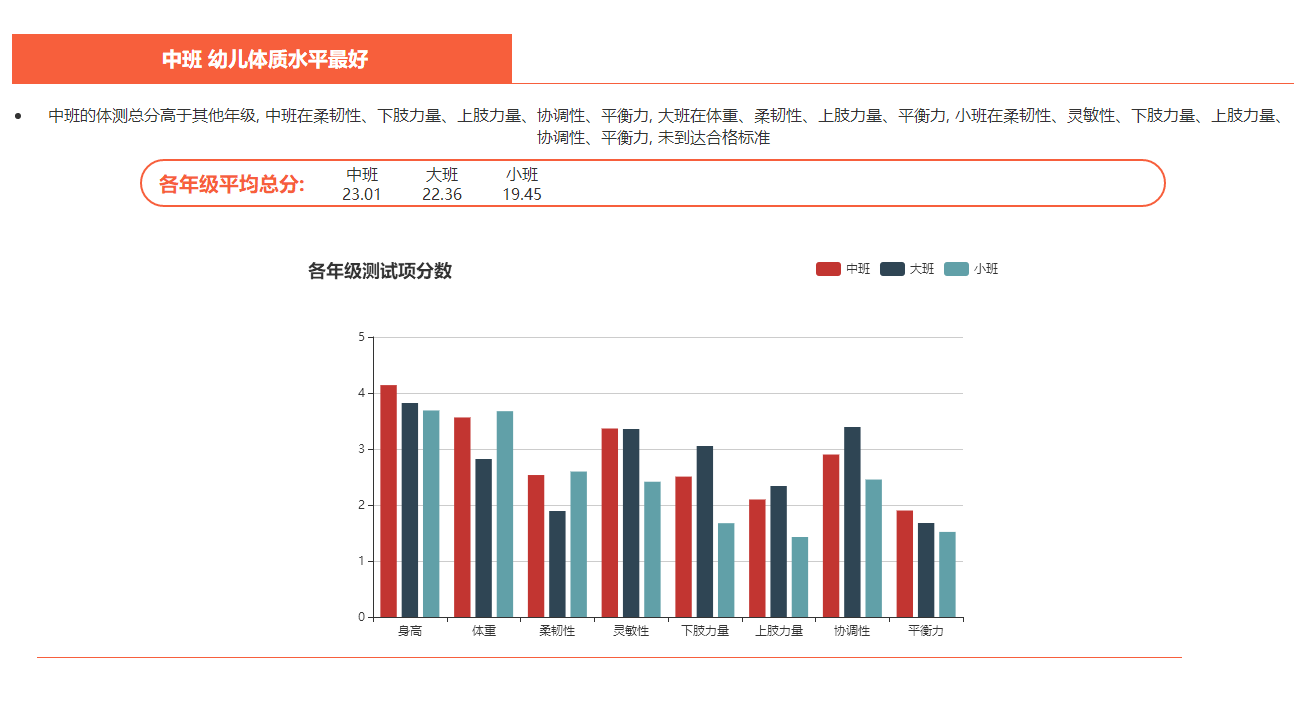 中班 幼儿体质水平最好
中班的体测总分高于其他年级, 中班在柔韧性、下肢力量、上肢力量、协调性、平衡力, 大班在体重、柔韧性、上肢力量、平衡力, 小班在柔韧性、灵敏性、下肢力量、上肢力量、
协调性、平衡力, 未到达合格标准
各年级平均总分:
中班 大班 小班
23.01 22.36 19.45
各年级测试项分数
中班 大班 小班
5
4
3
2
1
0
身高 体重 柔韧性 灵敏性 下肢力量 上肢力量 协调性 平衡力